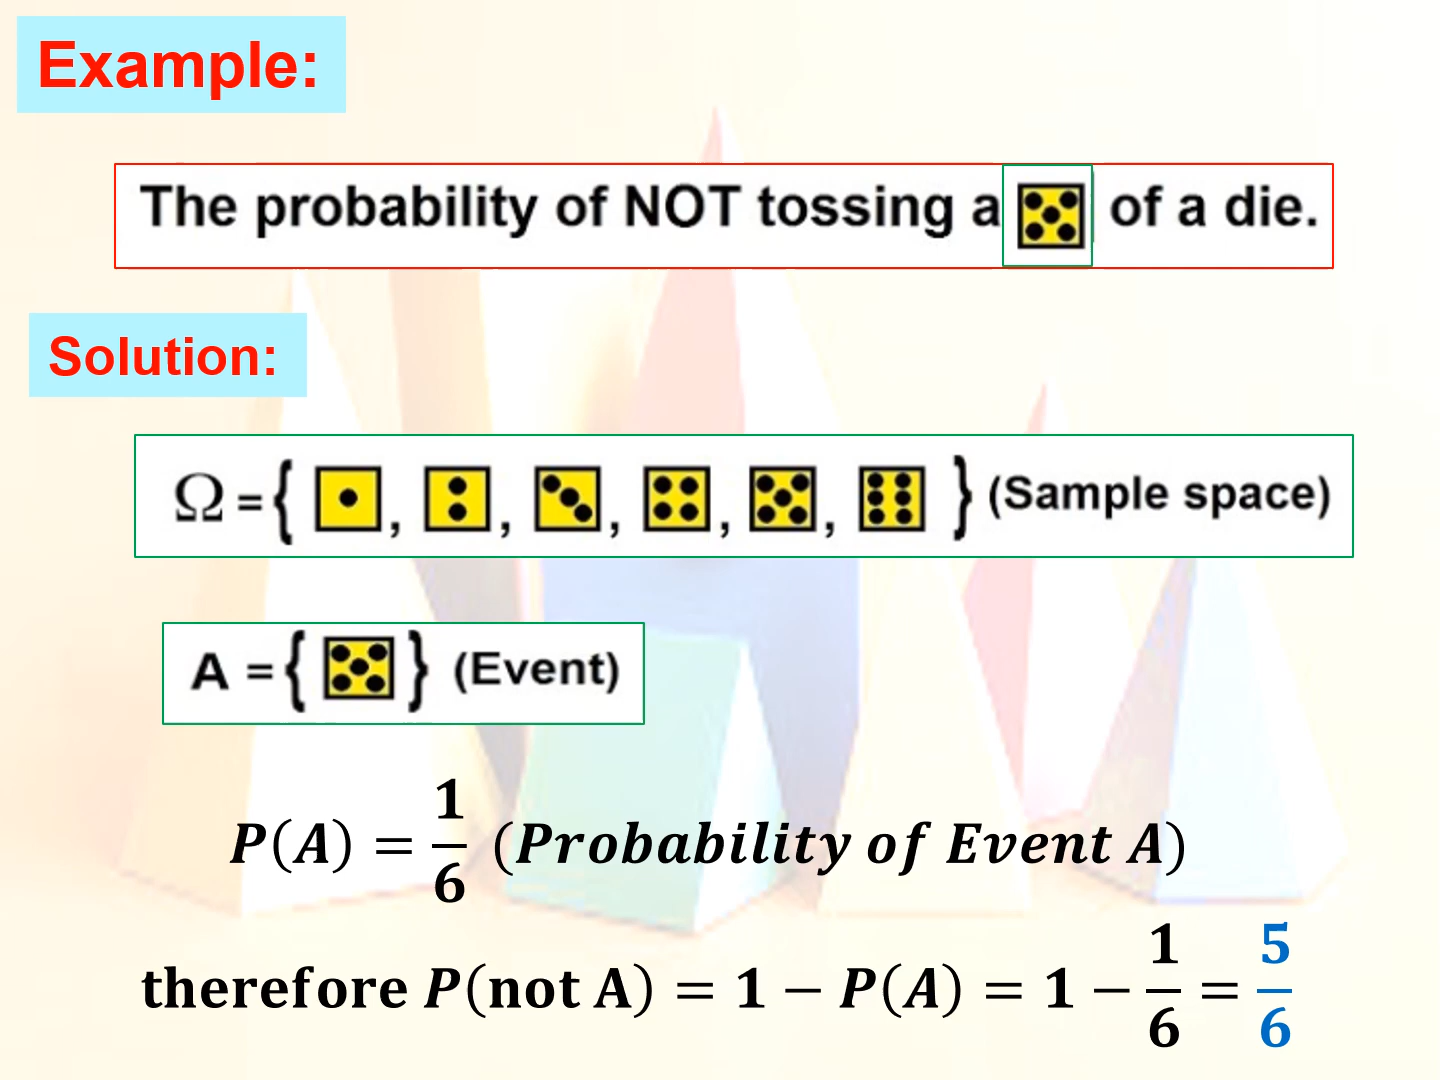 Example:
The probability of NOT tossing a of a die.
Solution:
Ω = { , , , , , } (Sample space)
A = { } (Event)
P(A) = 1/6 (Probability of Event A)
therefore P(not A) = 1 − P(A) = 1 − 1/6 = 5/6